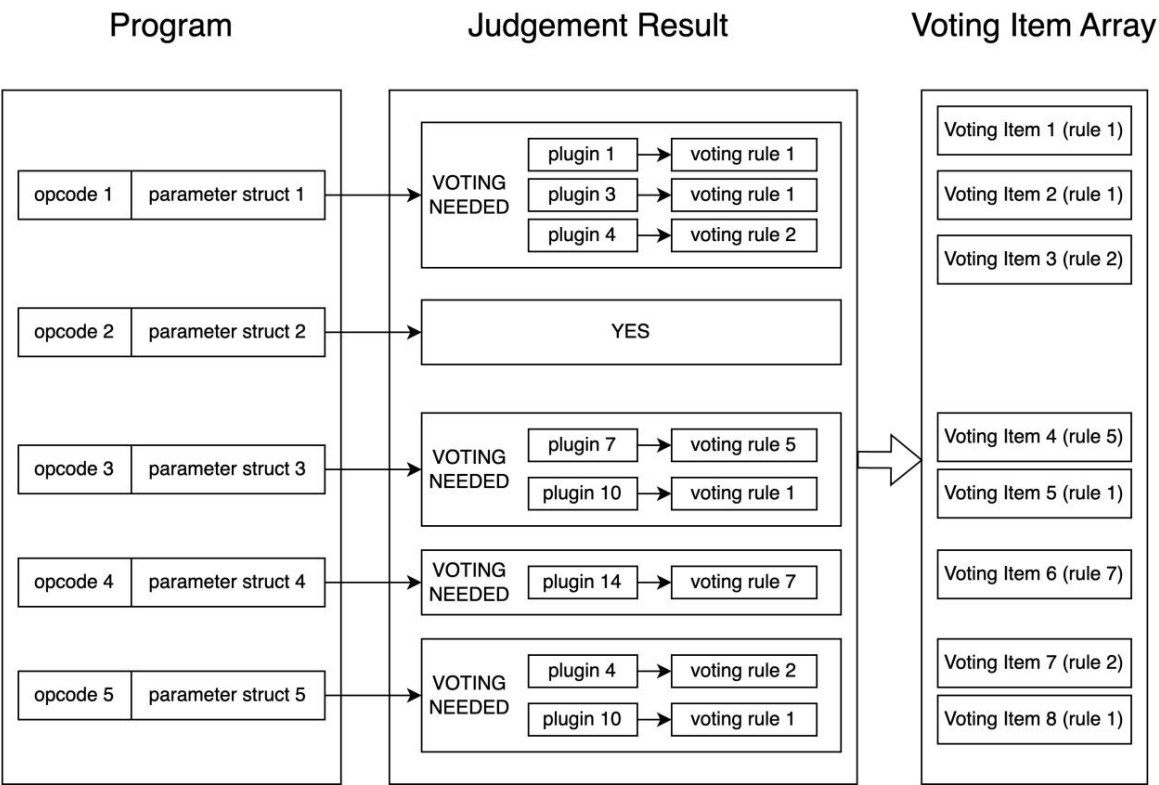 Program
Judgement Result
Voting Item Array
opcode 1
parameter struct 1
VOTING
NEEDED
plugin 1
voting rule 1
plugin 3
voting rule 1
plugin 4
voting rule 2
Voting Item 1 (rule 1)
Voting Item 2 (rule 1)
Voting Item 3 (rule 2)
opcode 2
parameter struct 2
YES
opcode 3
parameter struct 3
VOTING
NEEDED
plugin 7
voting rule 5
plugin 10
voting rule 1
Voting Item 4 (rule 5)
Voting Item 5 (rule 1)
opcode 4
parameter struct 4
VOTING
NEEDED
plugin 14
voting rule 7
Voting Item 6 (rule 7)
opcode 5
parameter struct 5
VOTING
NEEDED
plugin 4
voting rule 2
plugin 10
voting rule 1
Voting Item 7 (rule 2)
Voting Item 8 (rule 1)